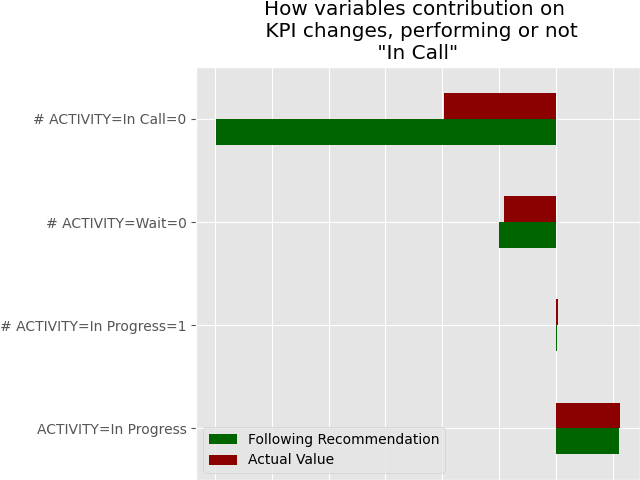 How variables contribution on
KPI changes, performing or not
"In Call"
# ACTIVITY=In Call=0
# ACTIVITY=Wait=0
# ACTIVITY=In Progress=1
ACTIVITY=In Progress
Following Recommendation
Actual Value